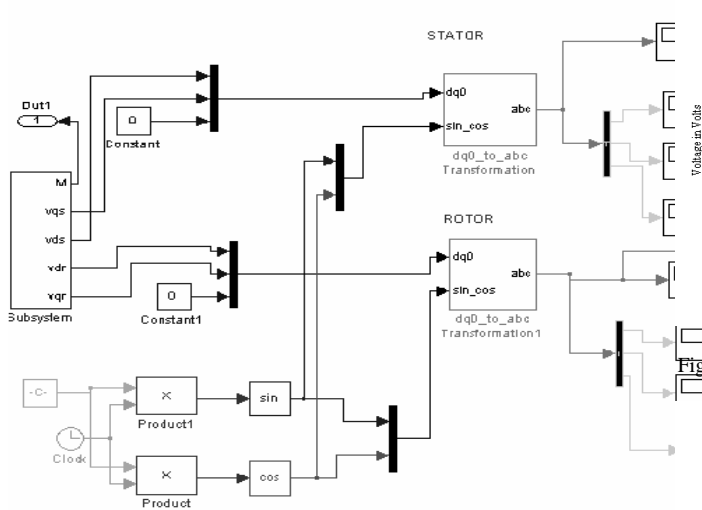 STATOR
Out1
1
0
Constant
dq0
sin_cos
abc
dq0_to_abc
Transformation
Voltage in Volts
M
vqs
vds
vdr
vqr
Subsystem
0
Constant1
ROTOR
dq0
sin_cos
abc
dq0_to_abc
Transformation1
-C-
Clock
×
Product1
sin
×
Product
cos
Fig